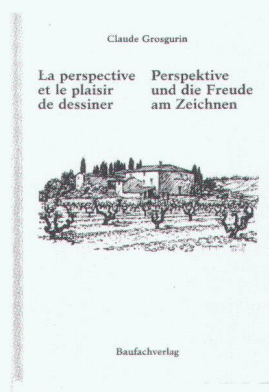 Claude Grosgurin
La perspective
et le plaisir
de dessiner
Perspektive
und die Freude
am Zeichnen
Baufachverlag